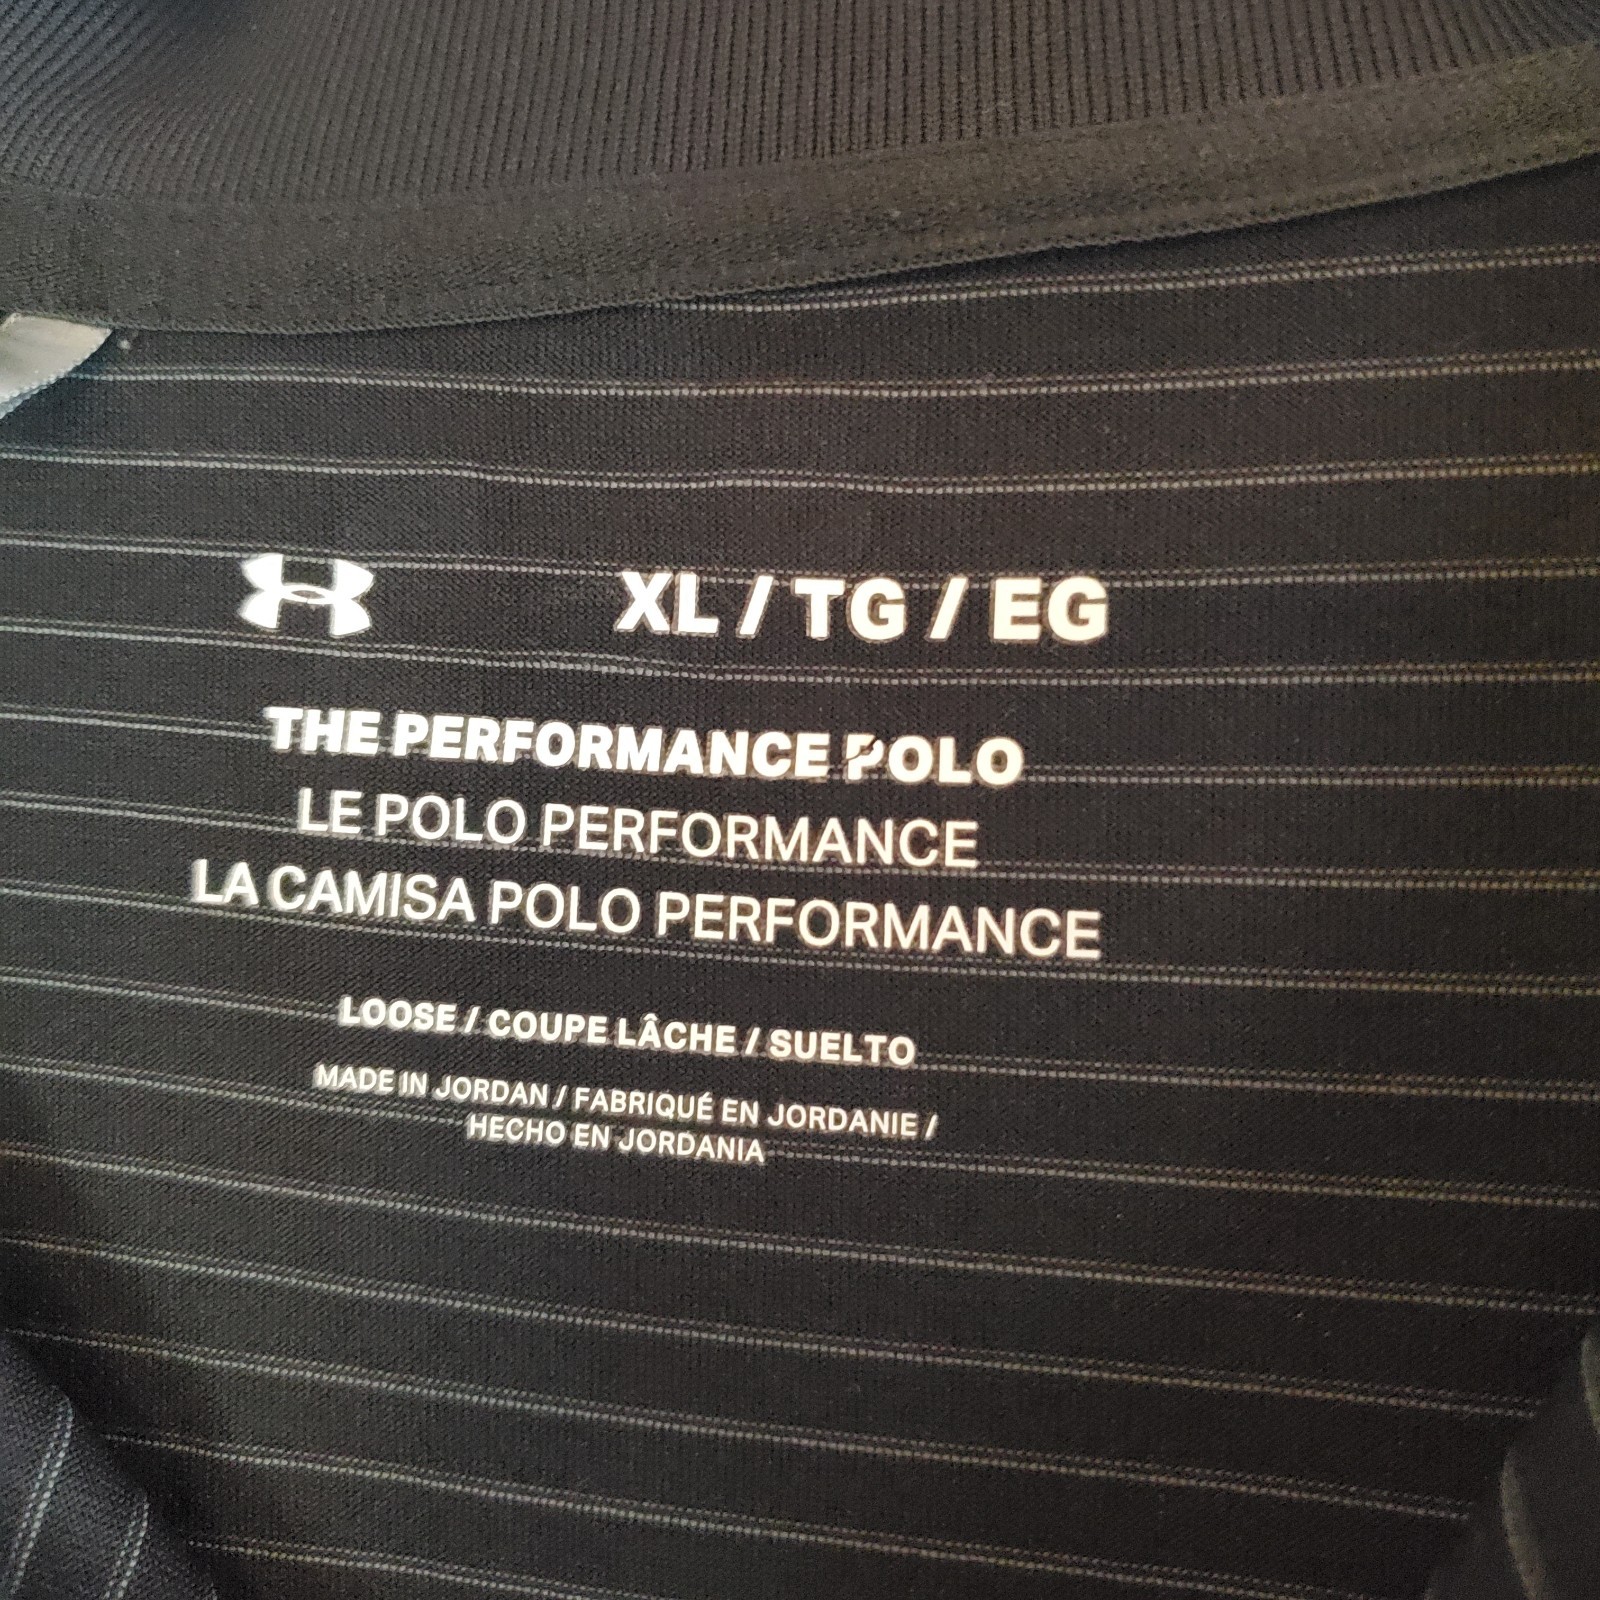 XL / TG / EG
THE PERFORMANCE POLO
LE POLO PERFORMANCE
LA CAMISA POLO PERFORMANCE
LOOSE / COUPE LÂCHE / SUELTO
MADE IN JORDAN / FABRIQUÉ EN JORDANIE /
HECHO EN JORDANIA